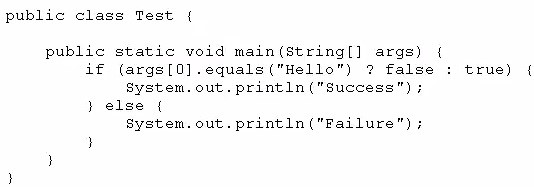 public class Test {
public static void main(String[] args) {
if (args[0].equals("Hello") ? false : true) {
System.out.println("Success");
} else {
System.out.println("Failure");
}
}
}